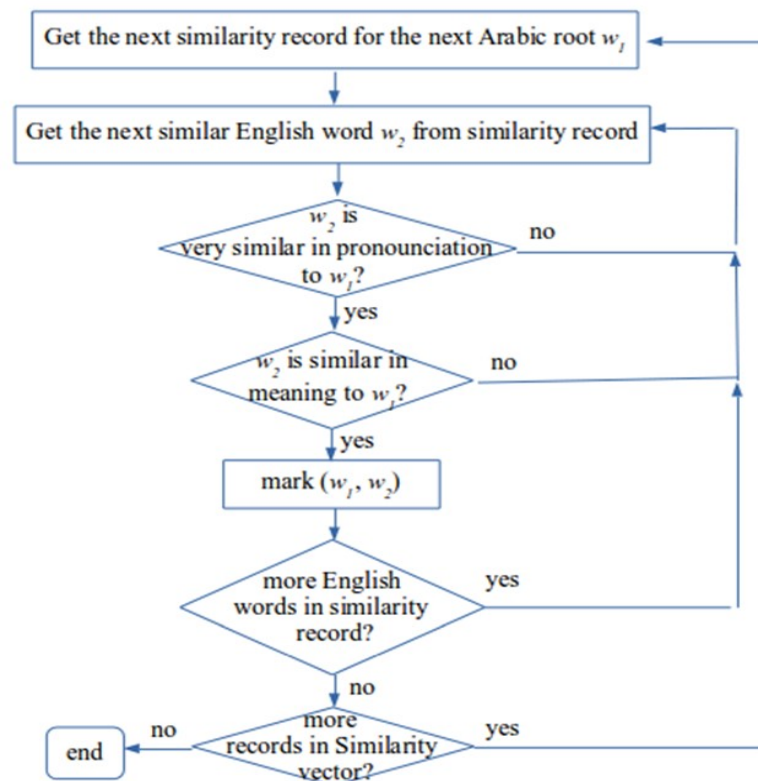 Get the next similarity record for the next Arabic root w₁
Get the next similar English word w₂ from similarity record
w₂ is
very similar in pronounciation
to w₁?
no
yes
w₂ is similar in
meaning to w₁?
no
yes
mark (w₁, w₂)
more English
words in similarity
record?
yes
no
more
records in Similarity
vector?
no
yes
end